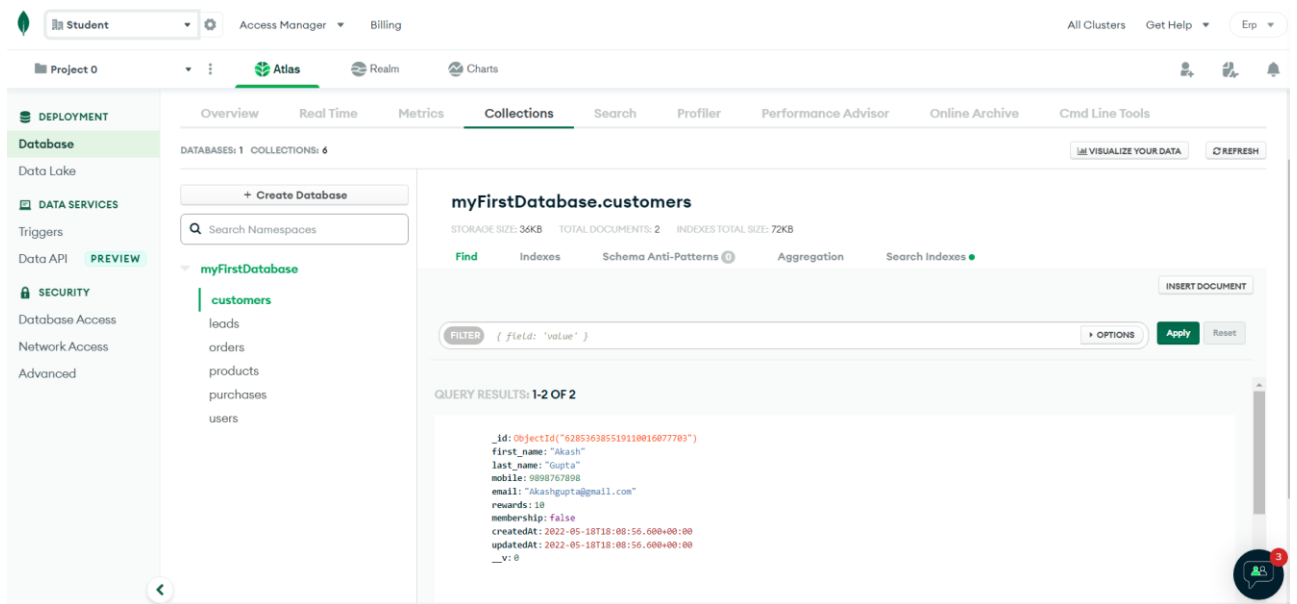 Student Access Manager Billing All Clusters Get Help Erp
Project 0 Atlas Realm Charts
DEPLOYMENT
Database
Data Lake
DATA SERVICES
Triggers
Data API PREVIEW
SECURITY
Database Access
Network Access
Advanced
Overview Real Time Metrics Collections Search Profiler Performance Advisor Online Archive Cmd Line Tools
DATABASES: 1 COLLECTIONS: 6 VISUALIZE YOUR DATA REFRESH
+ Create Database
Search Namespaces
myFirstDatabase
customers
leads
orders
products
purchases
users
myFirstDatabase.customers
STORAGE SIZE: 36KB TOTAL DOCUMENTS: 2 INDEXES TOTAL SIZE: 72KB
Find Indexes Schema Anti-Patterns 0 Aggregation Search Indexes
INSERT DOCUMENT
FILTER { field: 'value' } OPTIONS Apply Reset
QUERY RESULTS: 1-2 OF 2
_id: ObjectId("628536385519110016077703")
first_name: "Akash"
last_name: "Gupta"
mobile: 9898767898
email: "Akashgupta@gmail.com"
rewards: 10
membership: false
createdAt: 2022-05-18T18:08:56.600+00:00
updatedAt: 2022-05-18T18:08:56.600+00:00
__v: 0
3